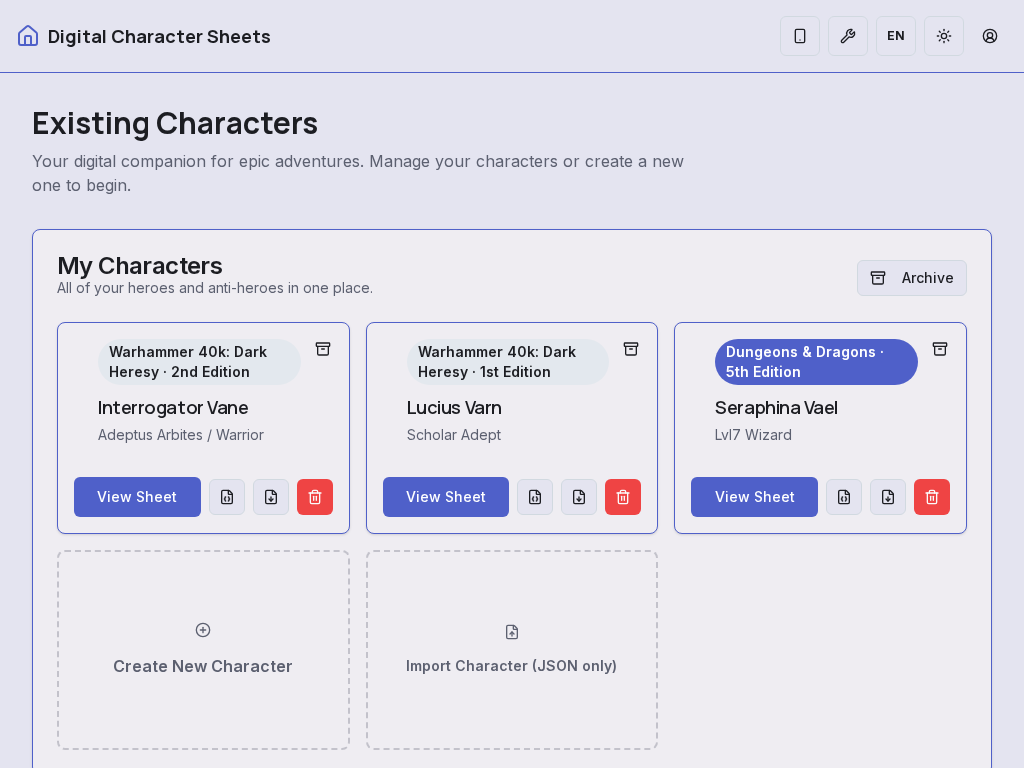 Digital Character Sheets
EN
Existing Characters
Your digital companion for epic adventures. Manage your characters or create a new
one to begin.
My Characters
All of your heroes and anti-heroes in one place.
Archive
Warhammer 40k: Dark
Heresy · 2nd Edition
Interrogator Vane
Adeptus Arbites / Warrior
View Sheet
Warhammer 40k: Dark
Heresy · 1st Edition
Lucius Varn
Scholar Adept
View Sheet
Dungeons & Dragons ·
5th Edition
Seraphina Vael
Lvl7 Wizard
View Sheet
Create New Character
Import Character (JSON only)